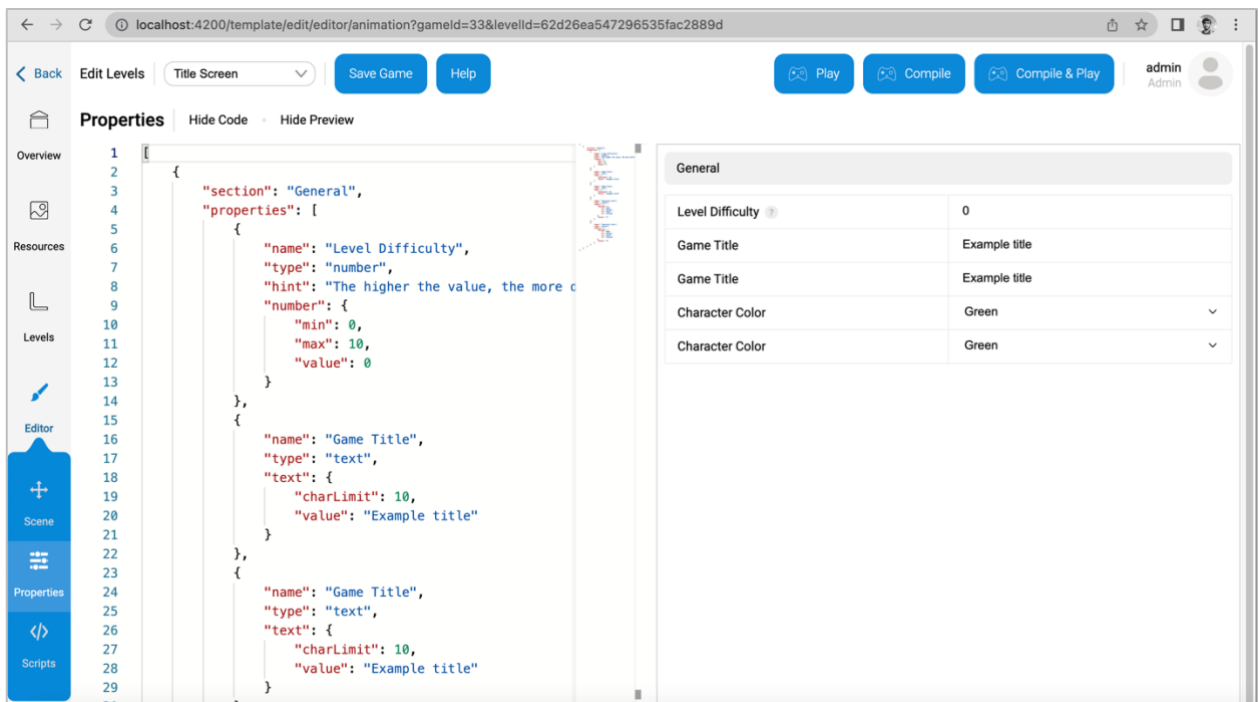 localhost:4200/template/edit/editor/animation?gameId=33&levelId=62d26ea547296535fac2889d
Back Edit Levels Title Screen Save Game Help Play Compile Compile & Play admin
Admin
Properties Hide Code Hide Preview
Overview
Resources
Levels
Editor
Scene
Properties
Scripts
1 [
2 {
3 "section": "General",
4 "properties": [
5 {
6 "name": "Level Difficulty",
7 "type": "number",
8 "hint": "The higher the value, the more
9 "number": {
10 "min": 0,
11 "max": 10,
12 "value": 0
13 }
14 },
15 {
16 "name": "Game Title",
17 "type": "text",
18 "text": {
19 "charLimit": 10,
20 "value": "Example title"
21 }
22 },
23 {
24 "name": "Game Title",
25 "type": "text",
26 "text": {
27 "charLimit": 10,
28 "value": "Example title"
29 }
General
Level Difficulty ? 0
Game Title Example title
Game Title Example title
Character Color Green
Character Color Green